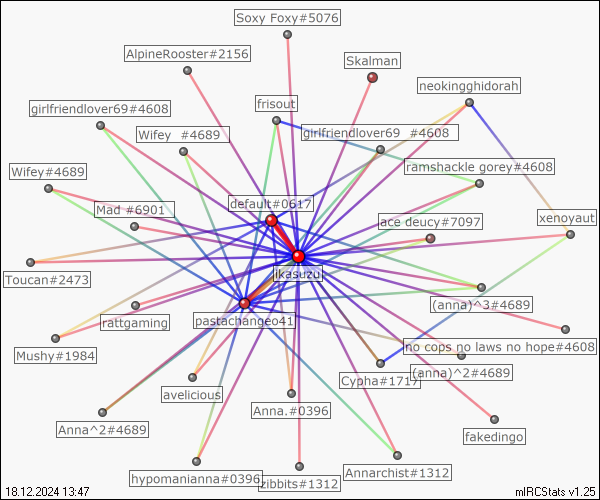 Soxy Foxy#5076
AlpineRooster#2156
Skalman
neokingghidorah
girlfriendlover69#4608
frisout
Wifey #4689
girlfriendlover69 #4608
ramshackle gorey#4608
Wifey#4689
Mad #6901
default#0617
ace deucy#7097
xenoyaut
Toucan#2473
likasuzu
(anna)^3#4689
rattgaming
pastachangeo41
Mushy#1984
no cops no laws no hope#4608
Cypha#1717
(anna)^2#4689
avelicious
Anna.#0396
Anna^2#4689
fakedingo
hypomanianna#0396
zibbits#1312
Annarchist#1312
18.12.2024 13:47
mIRCStats v1.25